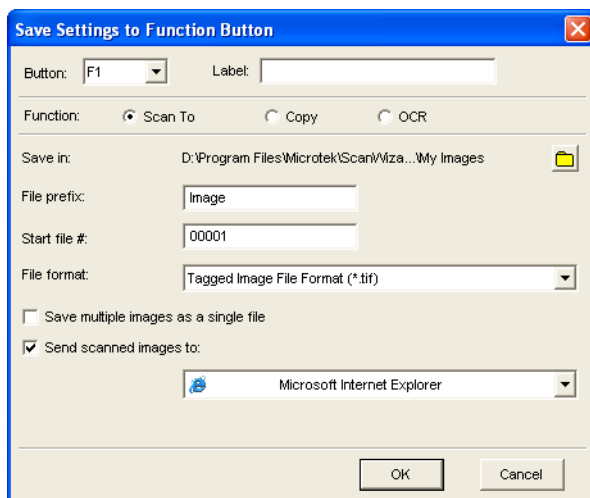 Save Settings to Function Button
Button: F1 Label:
Function: Scan To Copy OCR
Save in: D:\Program Files\Microtek\ScanWiza...\My Images
File prefix: Image
Start file #: 00001
File format: Tagged Image File Format (*.tif)
Save multiple images as a single file
Send scanned images to:
Microsoft Internet Explorer
OK Cancel